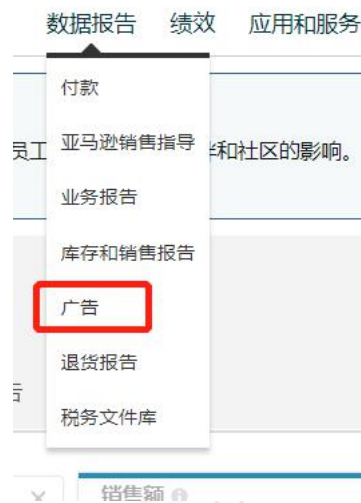 数据报告 绩效 应用和服务
付款
员工
亚马逊销售指导
和社区的影响。
业务报告
库存和销售报告
广告
退货报告
告
税务文件库
销售额